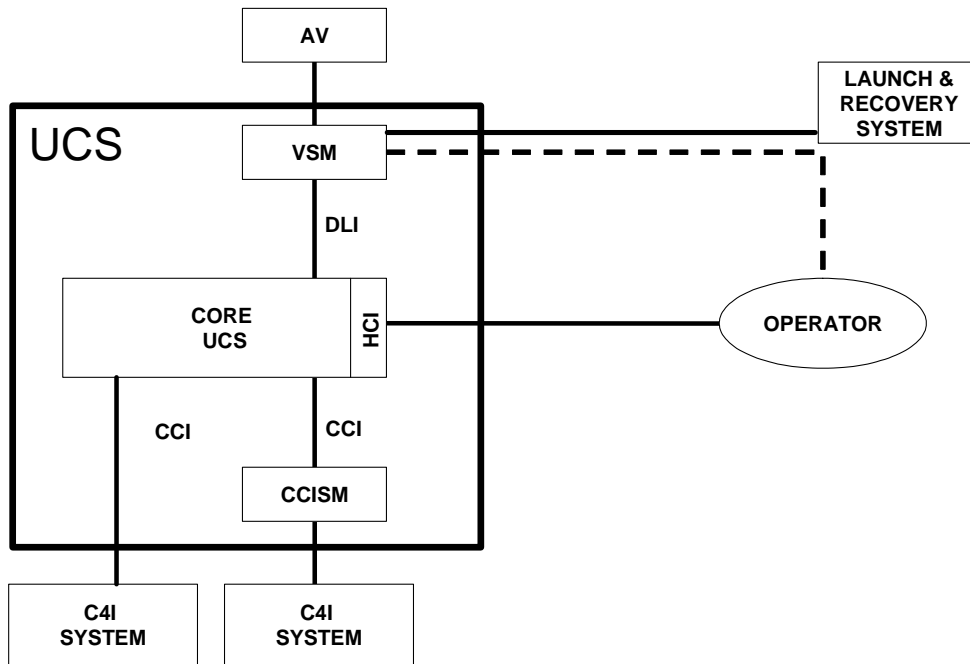 AV
LAUNCH &
RECOVERY
SYSTEM
UCS
VSM
DLI
CORE
UCS
HCI
OPERATOR
CCI
CCI
CCISM
C4I
SYSTEM
C4I
SYSTEM